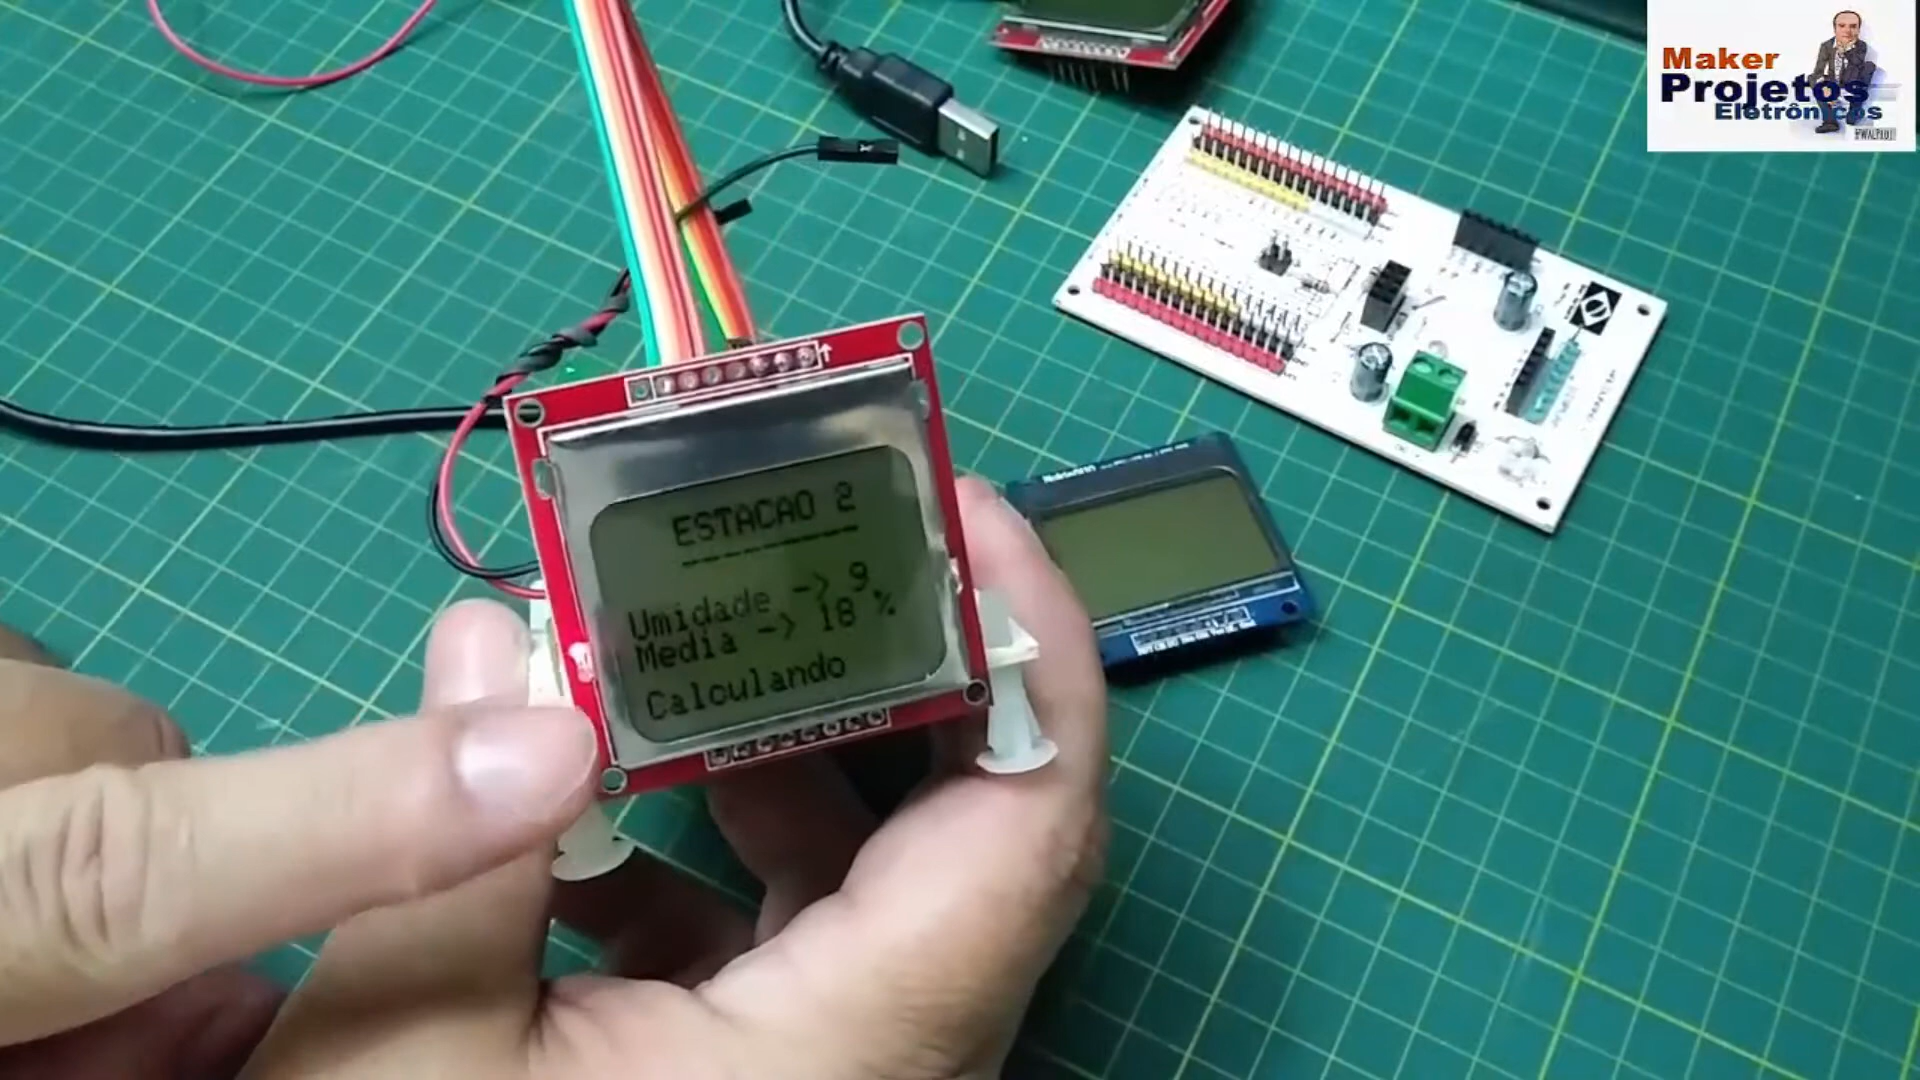 Maker
Projetos
Eletrônicos
ESTACAO 2
----------
Umidade -> 9
Media -> 18 %
Calculando